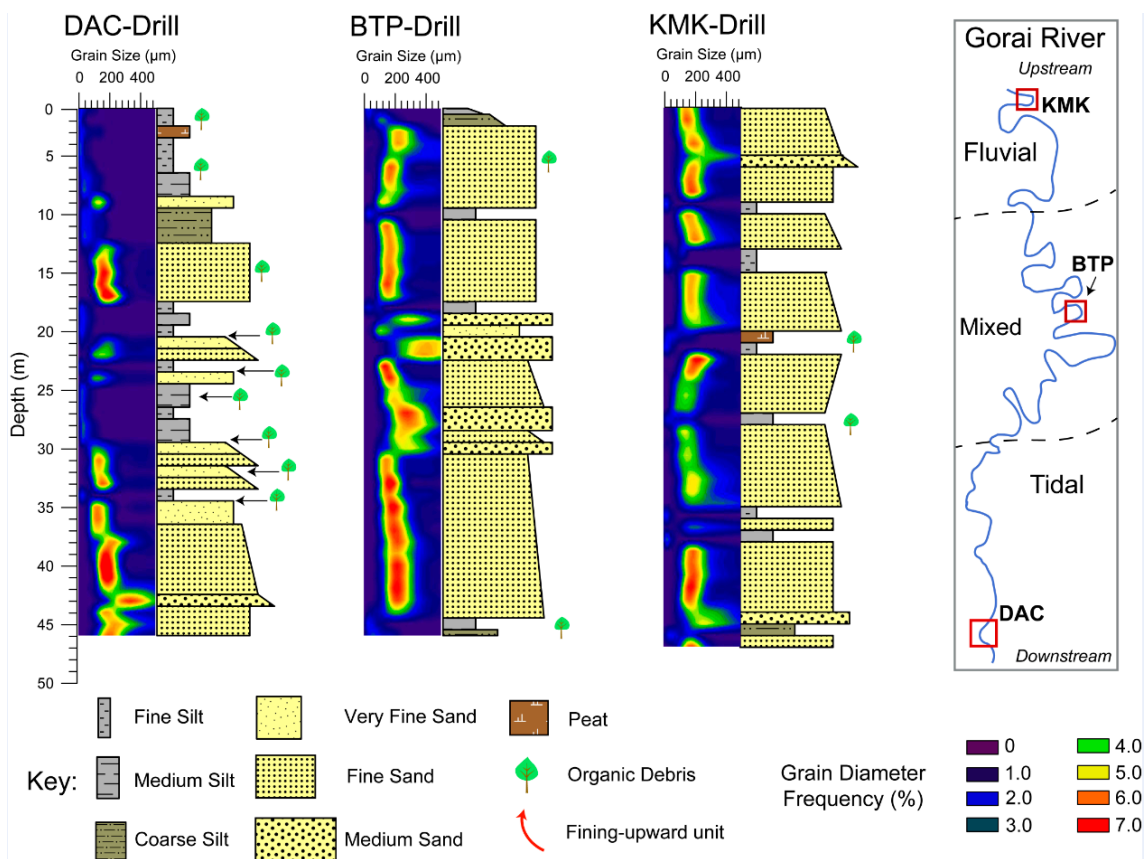 DAC-Drill
Grain Size (µm)
0 200 400
BTP-Drill
Grain Size (µm)
0 200 400
KMK-Drill
Grain Size (µm)
0 200 400
Depth (m)
0
5
10
15
20
25
30
35
40
45
50
Gorai River
Upstream
KMK
Fluvial
BTP
Mixed
Tidal
DAC
Downstream
Key:
Fine Silt
Medium Silt
Coarse Silt
Very Fine Sand
Fine Sand
Medium Sand
Peat
Organic Debris
Fining-upward unit
Grain Diameter
Frequency (%)
0
1.0
2.0
3.0
4.0
5.0
6.0
7.0